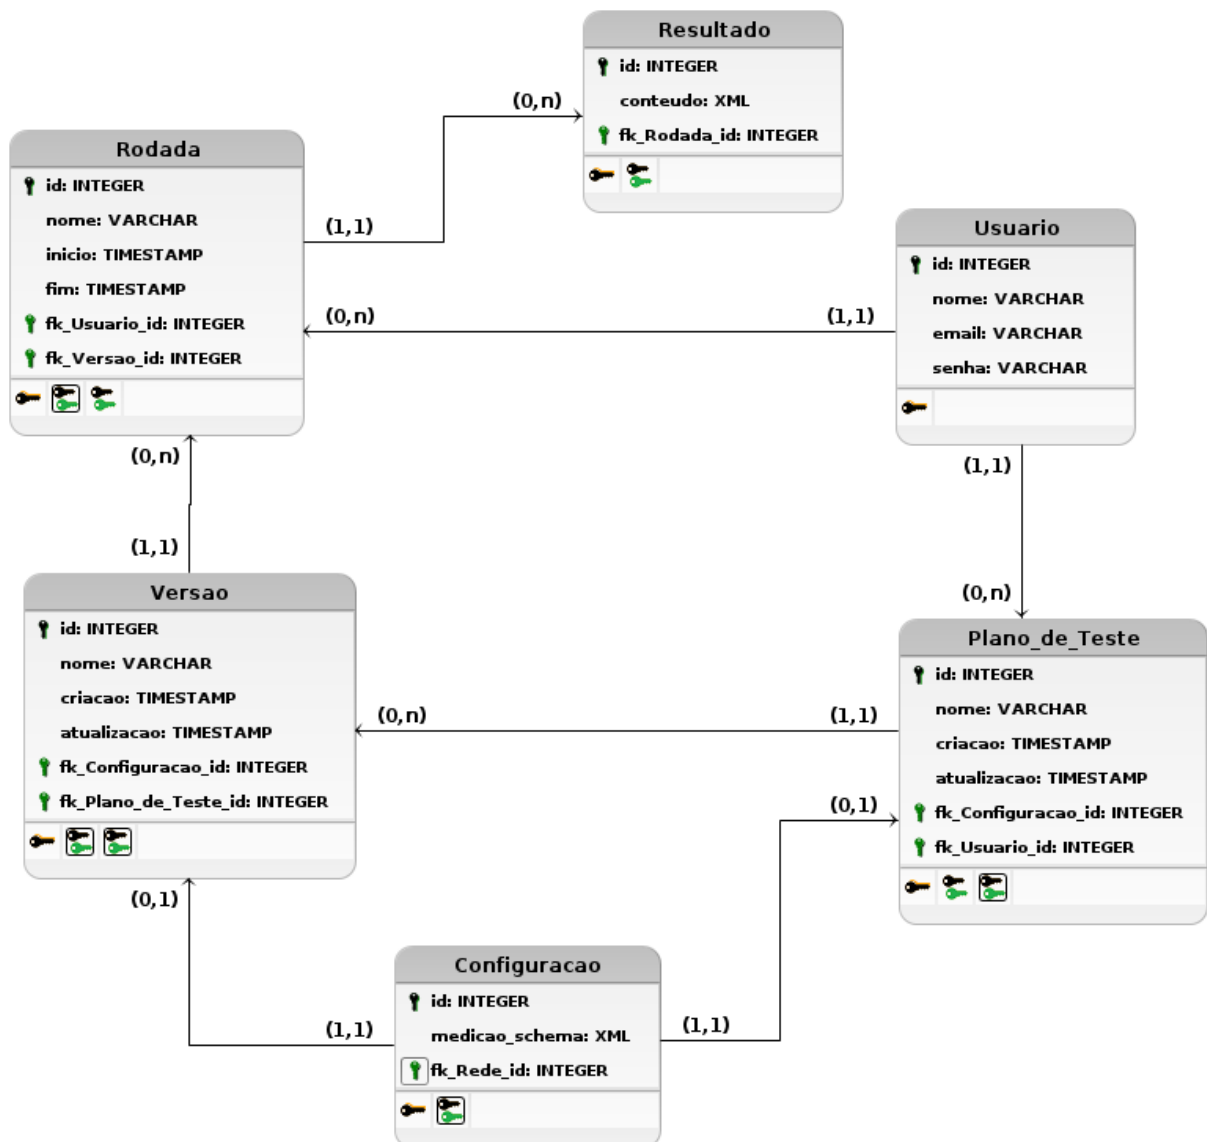 Resultado
id: INTEGER
conteudo: XML
fk_Rodada_id: INTEGER
(0,n)
Rodada
id: INTEGER
nome: VARCHAR
inicio: TIMESTAMP
fim: TIMESTAMP
fk_Usuario_id: INTEGER
fk_Versao_id: INTEGER
(1,1)
(0,n)
(1,1)
Usuario
id: INTEGER
nome: VARCHAR
email: VARCHAR
senha: VARCHAR
(0,n)
(1,1)
(1,1)
(0,n)
Versao
id: INTEGER
nome: VARCHAR
criacao: TIMESTAMP
atualizacao: TIMESTAMP
fk_Configuracao_id: INTEGER
fk_Plano_de_Teste_id: INTEGER
(0,n)
(1,1)
Plano_de_Teste
id: INTEGER
nome: VARCHAR
criacao: TIMESTAMP
atualizacao: TIMESTAMP
fk_Configuracao_id: INTEGER
fk_Usuario_id: INTEGER
(0,1)
(0,1)
(1,1)
(1,1)
Configuracao
id: INTEGER
medicao_schema: XML
fk_Rede_id: INTEGER